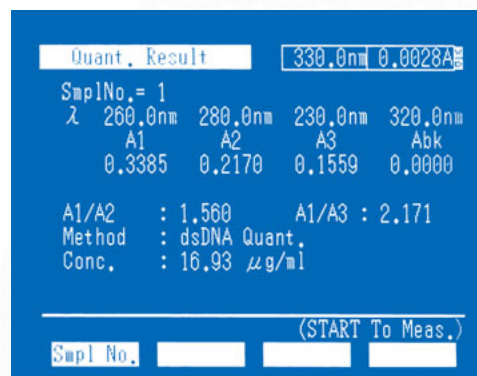 Quant. Result 330.0nm 0.0028A
SmplNo.= 1
λ 260.0nm 280.0nm 230.0nm 320.0nm
A1 A2 A3 Abk
0.3385 0.2170 0.1559 0.0000
A1/A2 : 1.560 A1/A3 : 2.171
Method : dsDNA Quant.
Conc. : 16.93 μg/ml
(START To Meas.)
Smpl No.